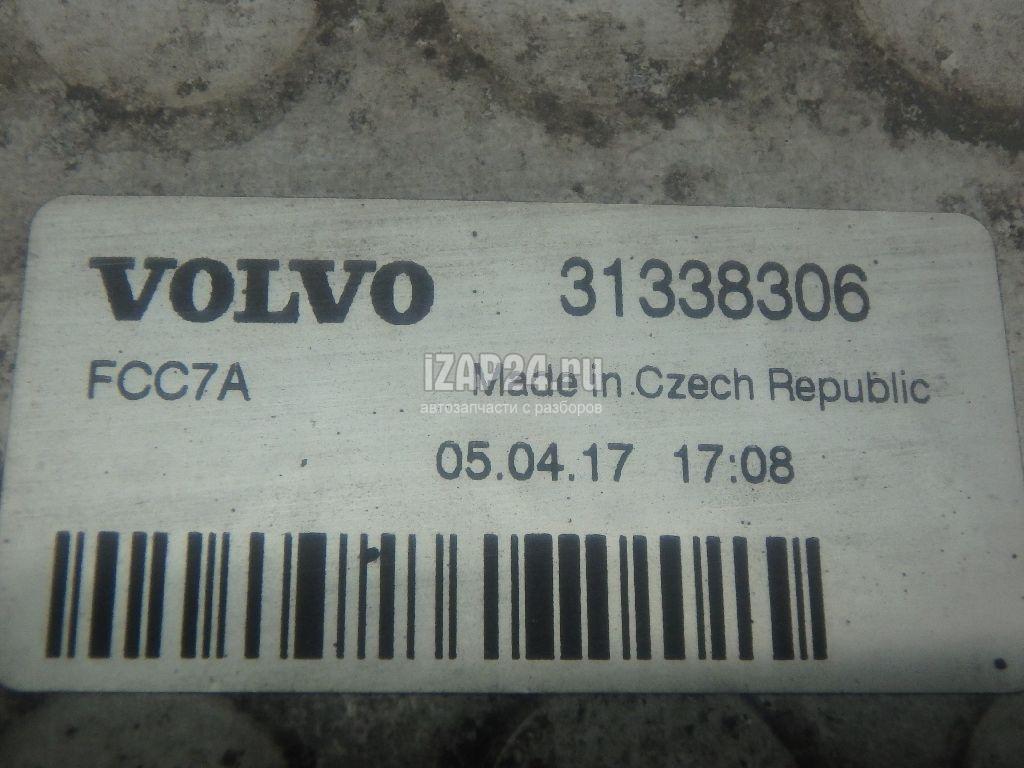 VOLVO 31338306
FCC7A Made in Czech Republic
iZAP24.ru
автозапчасти с разборов
05.04.17 17:08